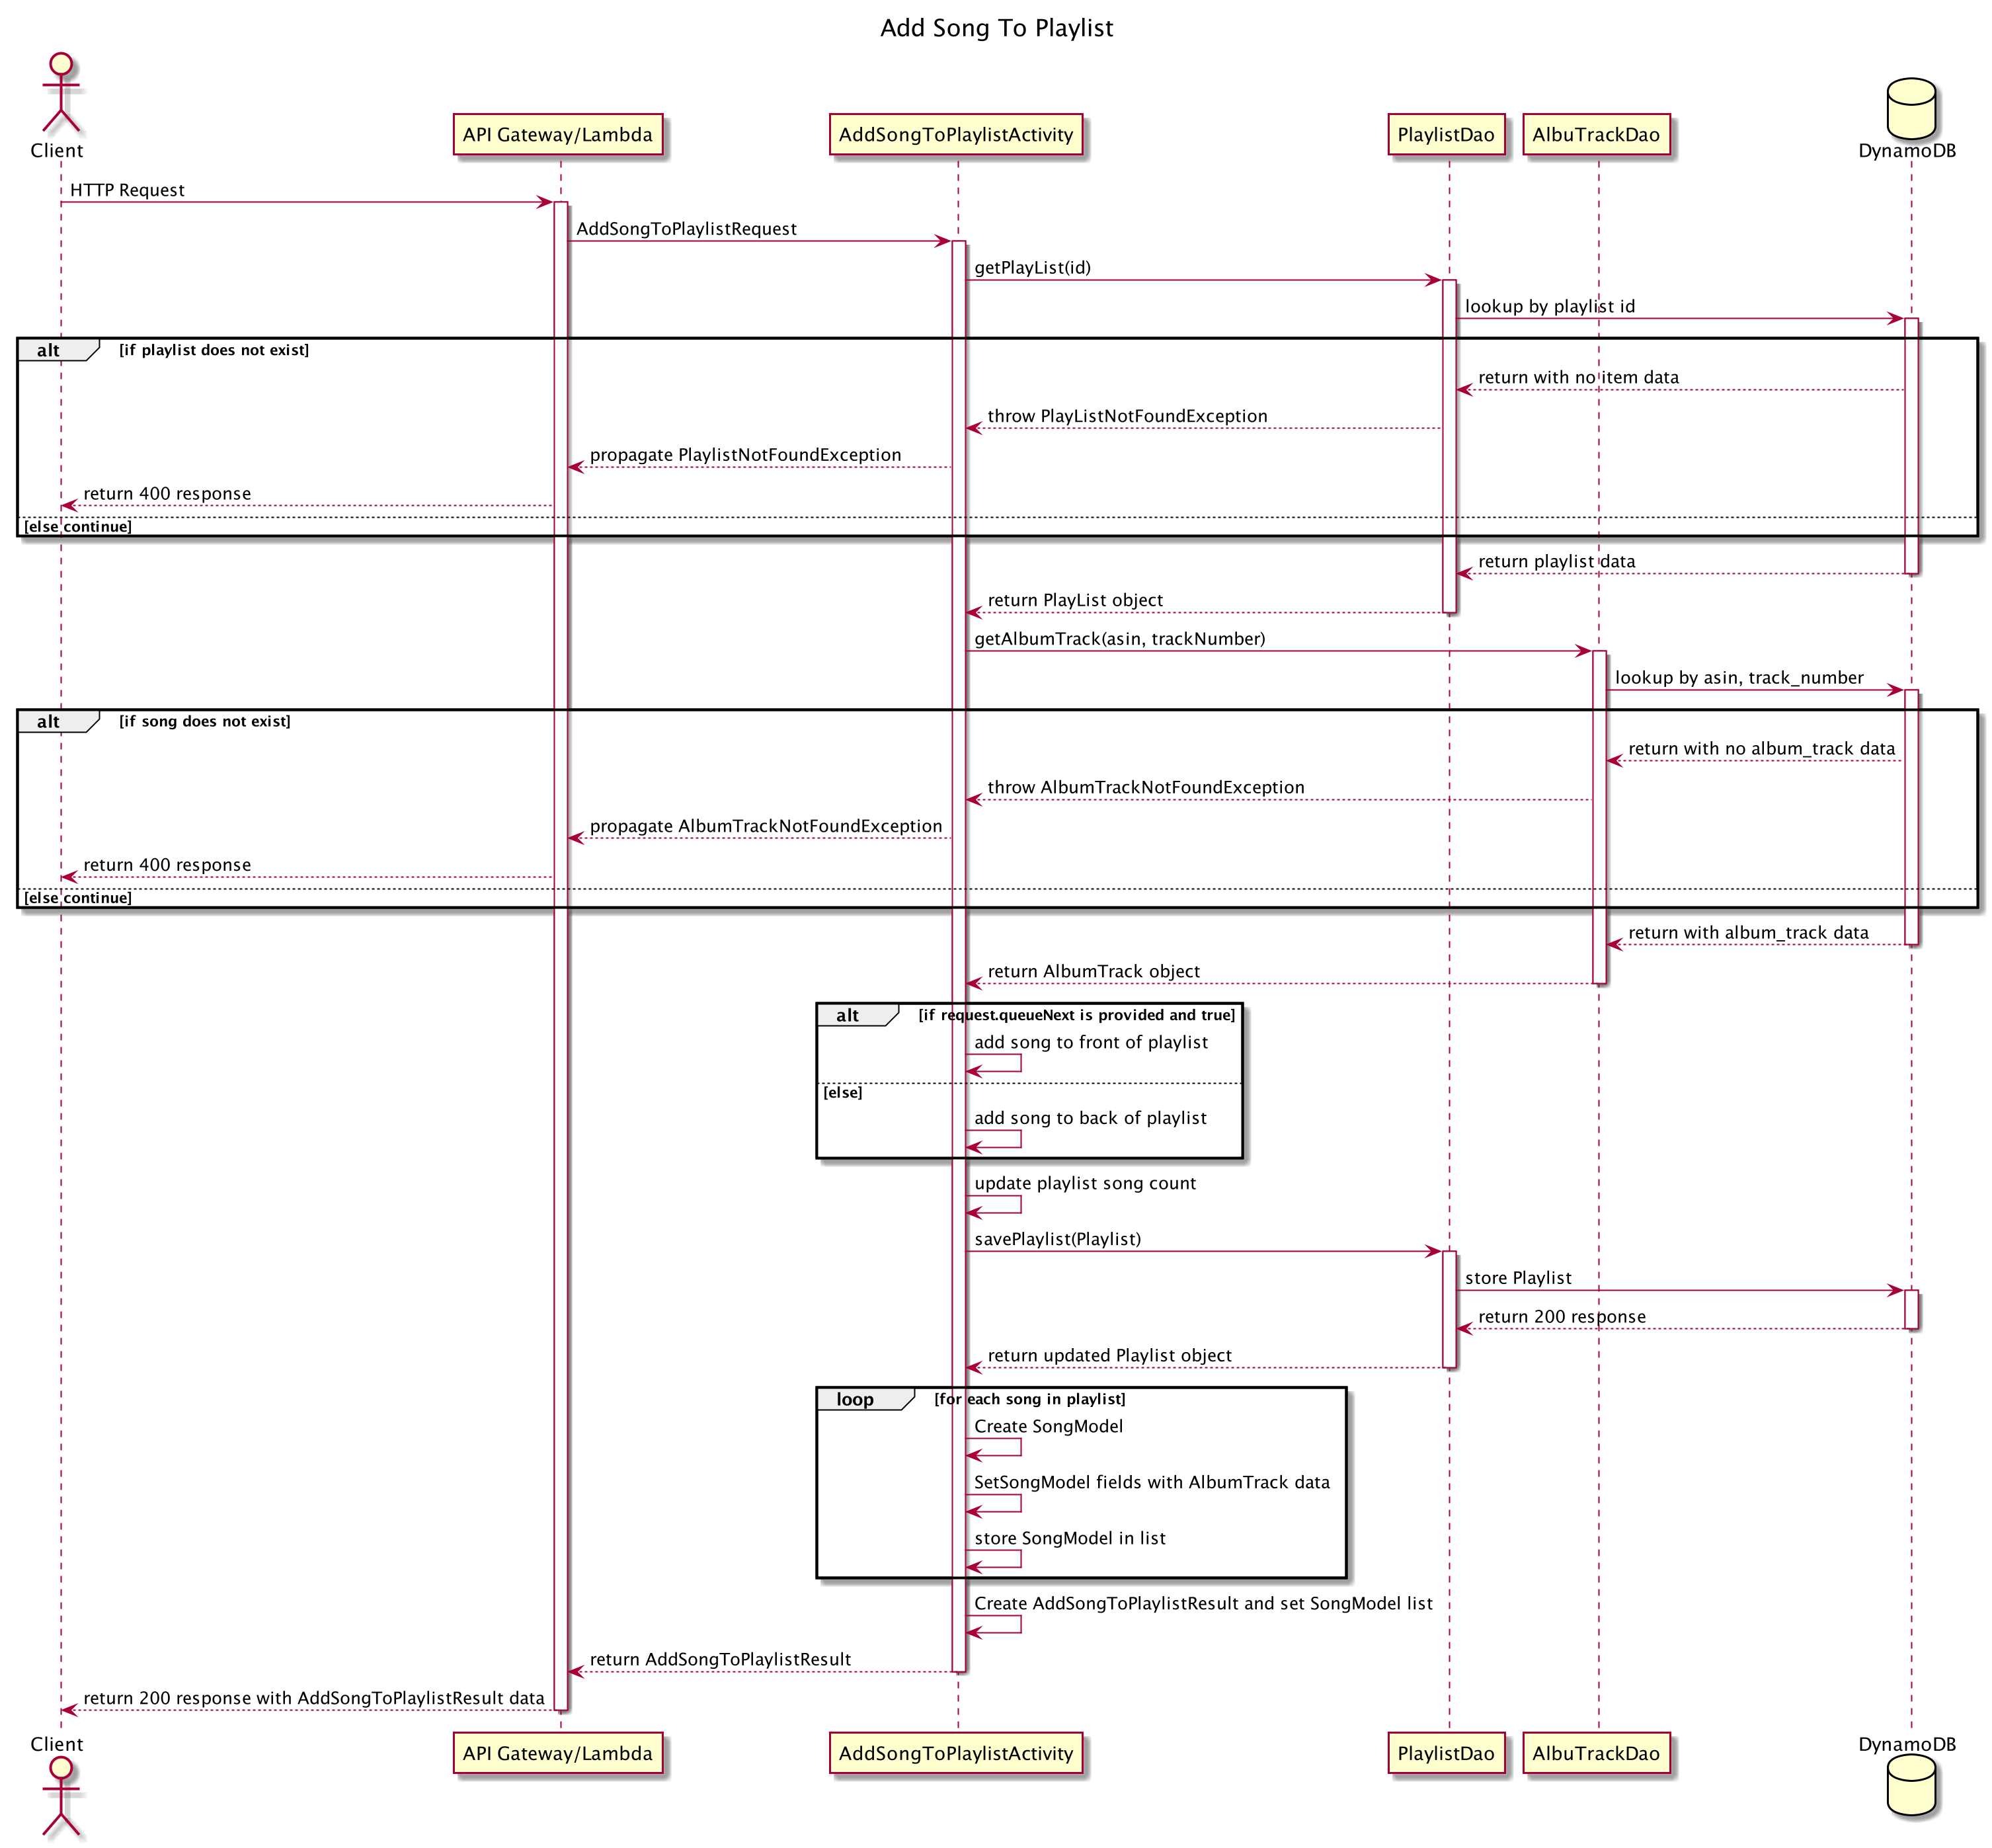 Add Song To Playlist
Client
API Gateway/Lambda
AddSongToPlaylistActivity
PlaylistDao
AlbuTrackDao
DynamoDB
HTTP Request
AddSongToPlaylistRequest
getPlayList(id)
lookup by playlist id
alt [if playlist does not exist]
return with no item data
throw PlayListNotFoundException
propagate PlaylistNotFoundException
return 400 response
[else continue]
return playlist data
return PlayList object
getAlbumTrack(asin, trackNumber)
lookup by asin, track_number
alt [if song does not exist]
return with no album_track data
throw AlbumTrackNotFoundException
propagate AlbumTrackNotFoundException
return 400 response
[else continue]
return with album_track data
return AlbumTrack object
alt [if request.queueNext is provided and true]
add song to front of playlist
[else]
add song to back of playlist
update playlist song count
savePlaylist(Playlist)
store Playlist
return 200 response
return updated Playlist object
loop [for each song in playlist]
Create SongModel
SetSongModel fields with AlbumTrack data
store SongModel in list
Create AddSongToPlaylistResult and set SongModel list
return AddSongToPlaylistResult
return 200 response with AddSongToPlaylistResult data
Client
API Gateway/Lambda
AddSongToPlaylistActivity
PlaylistDao
AlbuTrackDao
DynamoDB